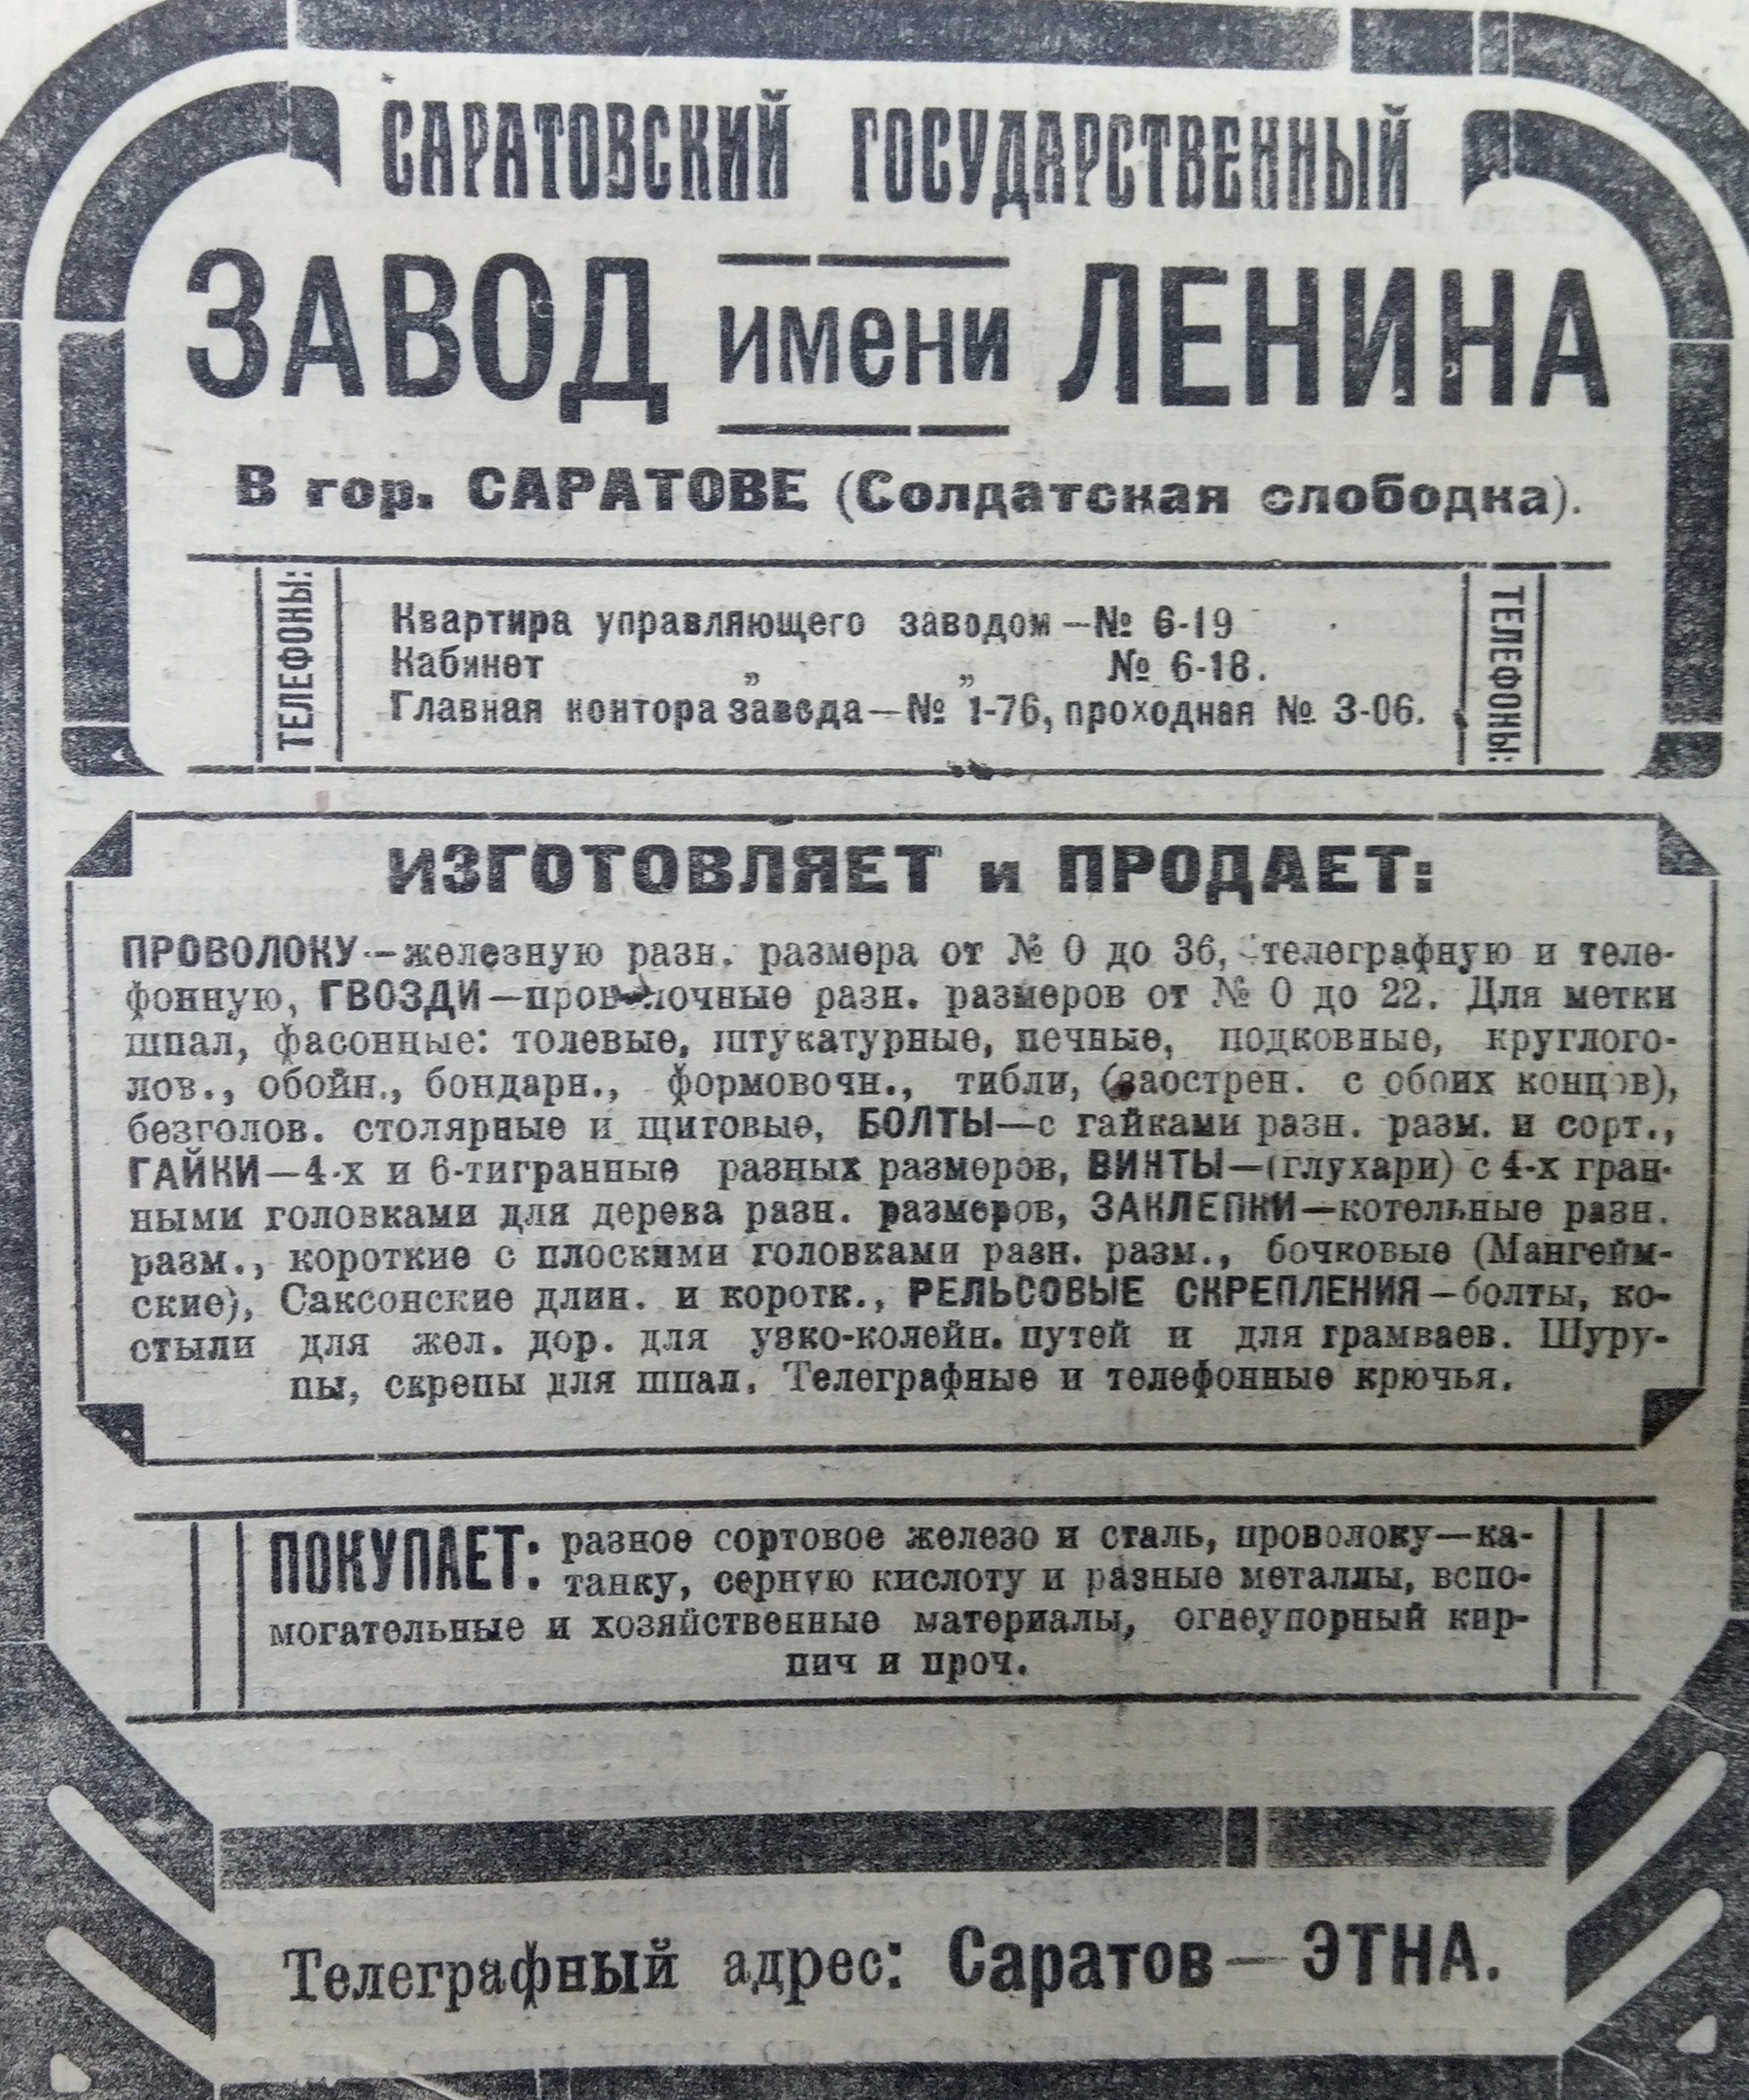 САРАТОВСКИЙ ГОСУДАРСТВЕННЫЙ
ЗАВОД имени ЛЕНИНА
В гор. САРАТОВЕ (Солдатская слободка).
ТЕЛЕФОНЫ:
Квартира управляющего заводом—№ 6-19
Кабинет „ „ № 6-18.
Главная контора завода—№ 1-76, проходная № 3-06.
ТЕЛЕФОНЫ:
ИЗГОТОВЛЯЕТ и ПРОДАЕТ:
ПРОВОЛОКУ—железную разн. размера от № 0 до 36, телеграфную и теле-
фонную, ГВОЗДИ—проволочные разн. размеров от № 0 до 22. Для метки
шпал, фасонные: толевые, штукатурные, печные, подковные, круглого-
лов., обойн., бондарн., формовочн., тибли, (заострен. с обоих концов),
безголов. столярные и щитовые, БОЛТЫ—с гайками разн. разм. и сорт.,
ГАЙКИ—4-х и 6-тигранные разных размеров, ВИНТЫ—(глухари) с 4-х гран-
ными головками для дерева разн. размеров, ЗАКЛЕПКИ—котельные разн.
разм., короткие с плоскими головками разн. разм., бочковые (Мангейм-
ские), Саксонские длин. и коротк., РЕЛЬСОВЫЕ СКРЕПЛЕНИЯ—болты, ко-
стыли для жел. дор. для узко-колейн. путей и для трамваев. Шуру-
пы, скрепы для шпал. Телеграфные и телефонные крючья.
ПОКУПАЕТ: разное сортовое железо и сталь, проволоку—ка-
танку, серную кислоту и разные металлы, вспо-
могательные и хозяйственные материалы, огнеупорный кир-
пич и проч.
Телеграфный адрес: Саратов—ЭТНА.